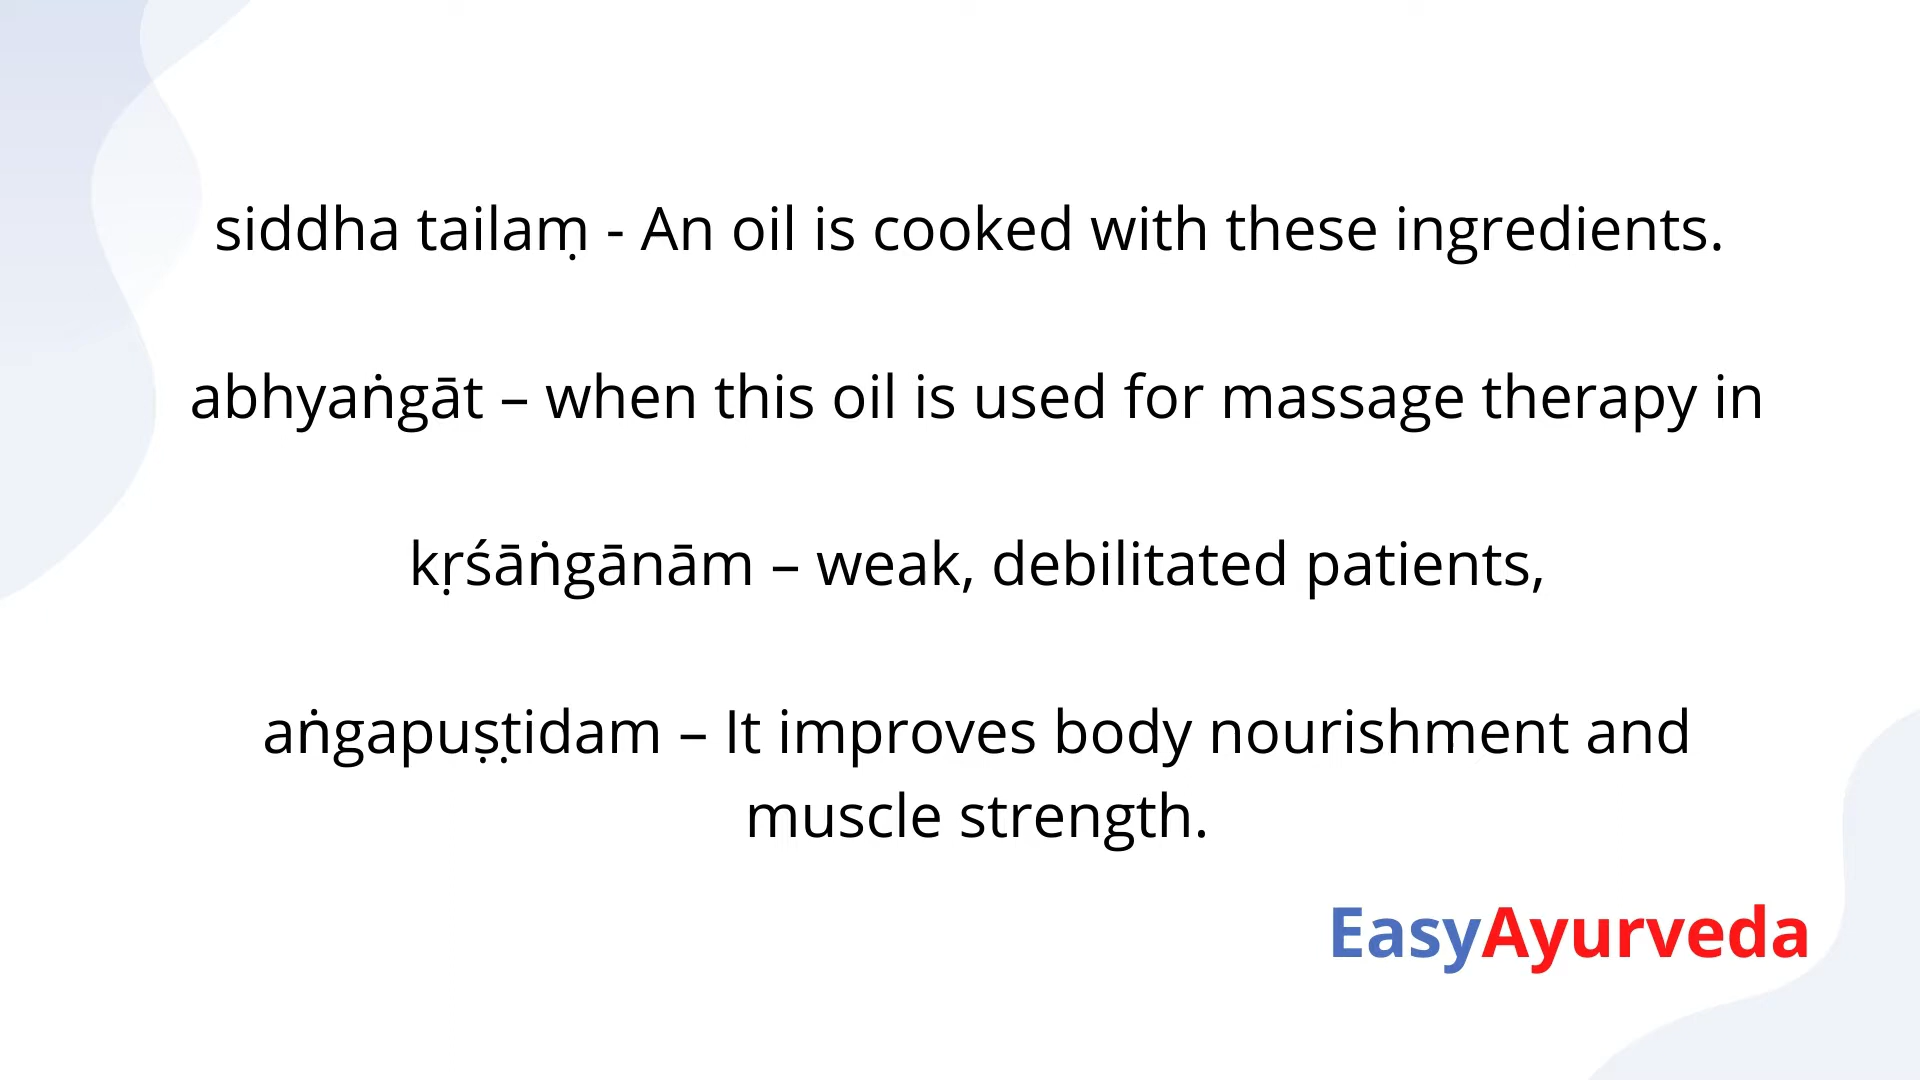 siddha tailaṃ - An oil is cooked with these ingredients.
abhyaṅgāt – when this oil is used for massage therapy in
kṛśāṅgānām – weak, debilitated patients,
aṅgapuṣṭidam – It improves body nourishment and
muscle strength.
EasyAyurveda